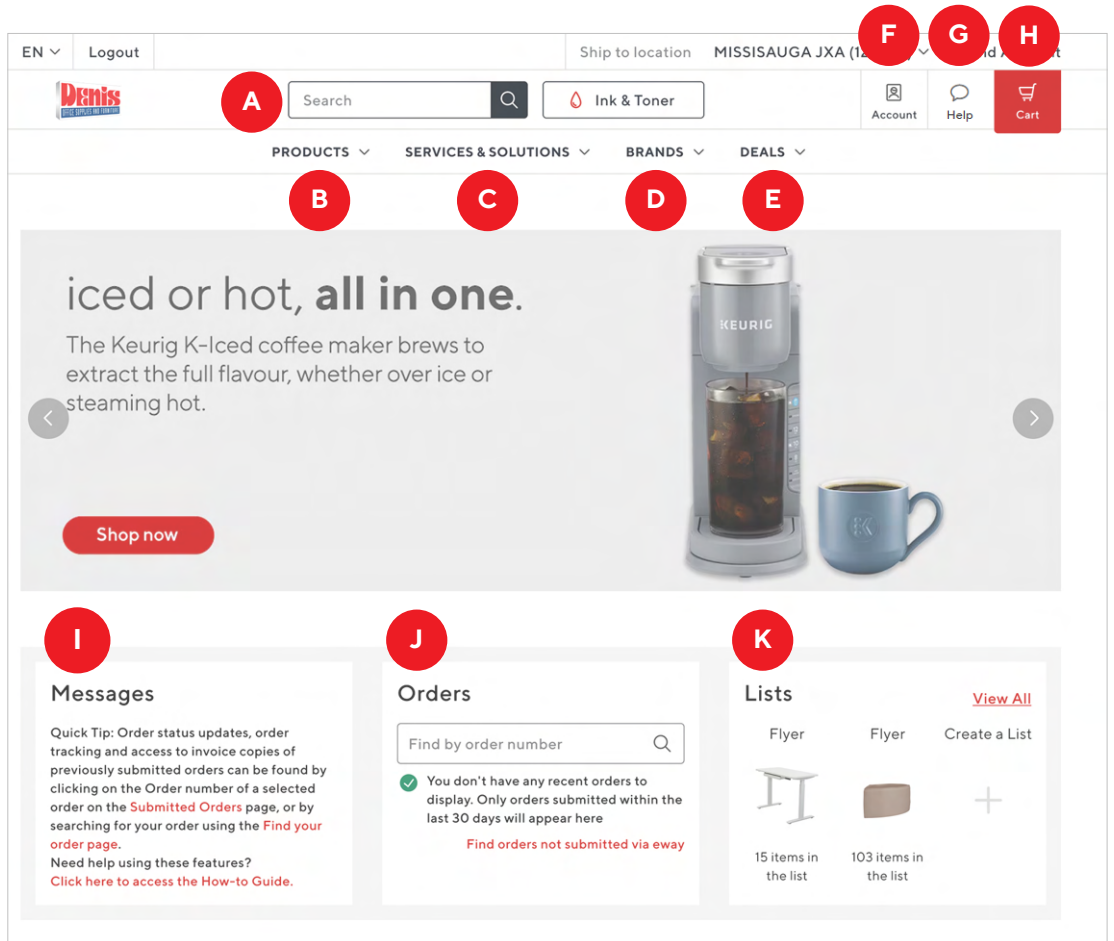 F G H
EN Logout Ship to location MISSISAUGA JXA
A Search Ink & Toner Account Help Cart
Denis
OFFICE SUPPLIES AND FURNITURE
PRODUCTS SERVICES & SOLUTIONS BRANDS DEALS
B C D E
iced or hot, all in one.
The Keurig K-Iced coffee maker brews to
extract the full flavour, whether over ice or
steaming hot.
KEURIG
K
Shop now
I
Messages
Quick Tip: Order status updates, order
tracking and access to invoice copies of
previously submitted orders can be found by
clicking on the Order number of a selected
order on the Submitted Orders page, or by
searching for your order using the Find your
order page.
Need help using these features?
Click here to access the How-to Guide.
J
Orders
Find by order number
You don't have any recent orders to
display. Only orders submitted within the
last 30 days will appear here
Find orders not submitted via eway
K
Lists View All
Flyer Flyer Create a List
15 items in 103 items in
the list the list